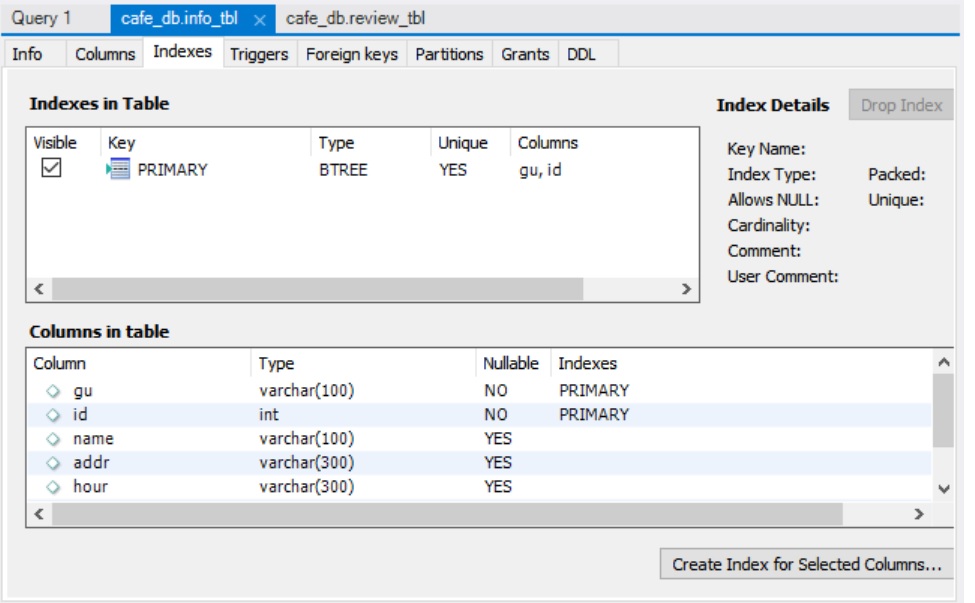 Query 1 cafe_db.info_tbl × cafe_db.review_tbl
Info Columns Indexes Triggers Foreign keys Partitions Grants DDL
Indexes in Table
Visible Key Type Unique Columns
PRIMARY BTREE YES gu, id
Index Details Drop Index
Key Name:
Index Type: Packed:
Allows NULL: Unique:
Cardinality:
Comment:
User Comment:
Columns in table
Column Type Nullable Indexes
gu varchar(100) NO PRIMARY
id int NO PRIMARY
name varchar(100) YES
addr varchar(300) YES
hour varchar(300) YES
Create Index for Selected Columns...